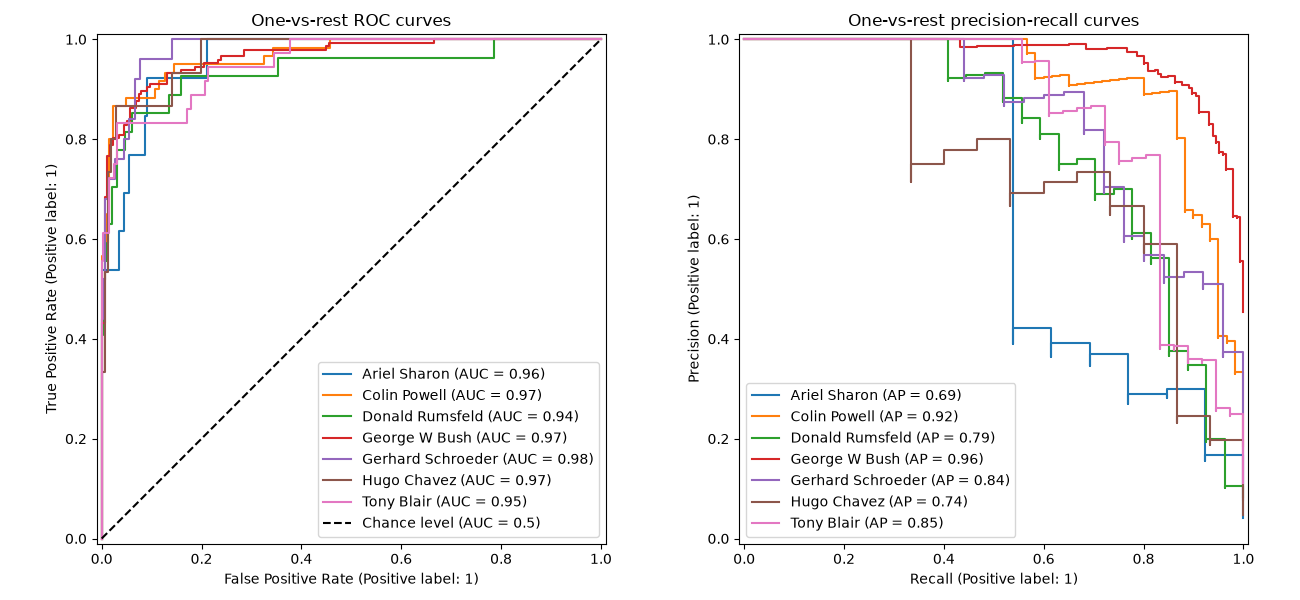 One-vs-rest ROC curves
True Positive Rate (Positive label: 1)
1.0
0.8
0.6
0.4
0.2
0.0
Ariel Sharon (AUC = 0.96)
Colin Powell (AUC = 0.97)
Donald Rumsfeld (AUC = 0.94)
George W Bush (AUC = 0.97)
Gerhard Schroeder (AUC = 0.98)
Hugo Chavez (AUC = 0.97)
Tony Blair (AUC = 0.95)
Chance level (AUC = 0.5)
0.0 0.2 0.4 0.6 0.8 1.0
False Positive Rate (Positive label: 1)
One-vs-rest precision-recall curves
Precision (Positive label: 1)
1.0
0.8
0.6
0.4
0.2
0.0
Ariel Sharon (AP = 0.69)
Colin Powell (AP = 0.92)
Donald Rumsfeld (AP = 0.79)
George W Bush (AP = 0.96)
Gerhard Schroeder (AP = 0.84)
Hugo Chavez (AP = 0.74)
Tony Blair (AP = 0.85)
0.0 0.2 0.4 0.6 0.8 1.0
Recall (Positive label: 1)